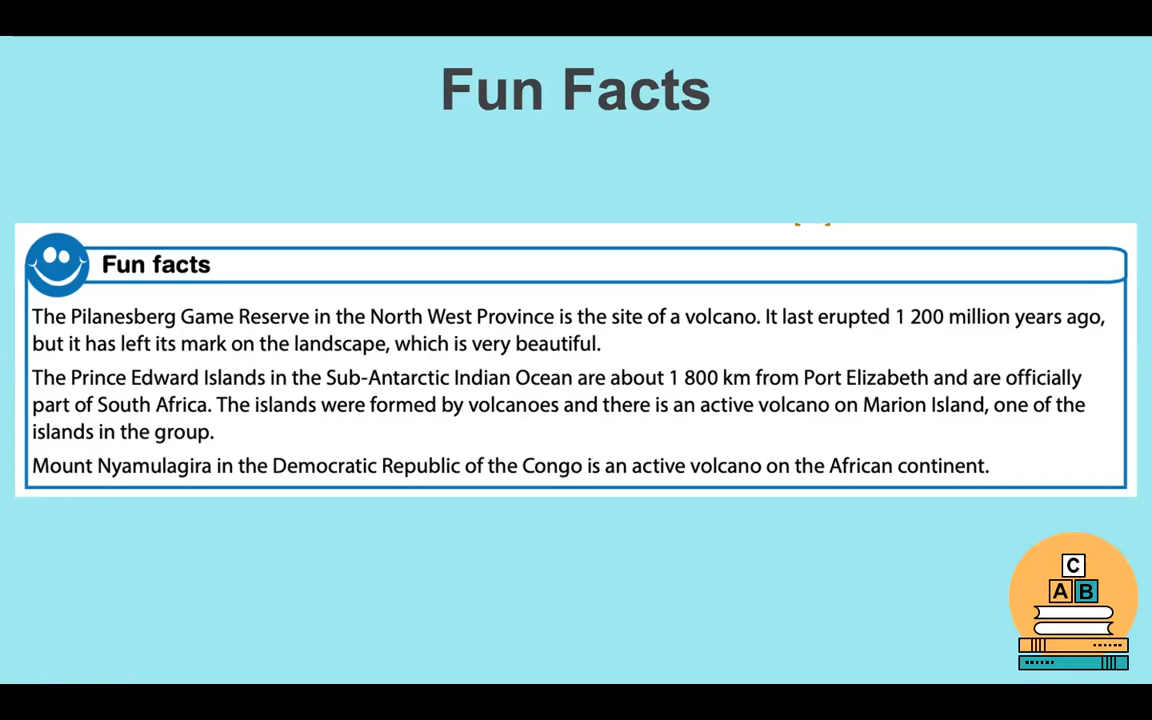 Fun Facts
Fun facts
The Pilanesberg Game Reserve in the North West Province is the site of a volcano. It last erupted 1 200 million years ago,
but it has left its mark on the landscape, which is very beautiful.
The Prince Edward Islands in the Sub-Antarctic Indian Ocean are about 1 800 km from Port Elizabeth and are officially
part of South Africa. The islands were formed by volcanoes and there is an active volcano on Marion Island, one of the
islands in the group.
Mount Nyamulagira in the Democratic Republic of the Congo is an active volcano on the African continent.
C
A B